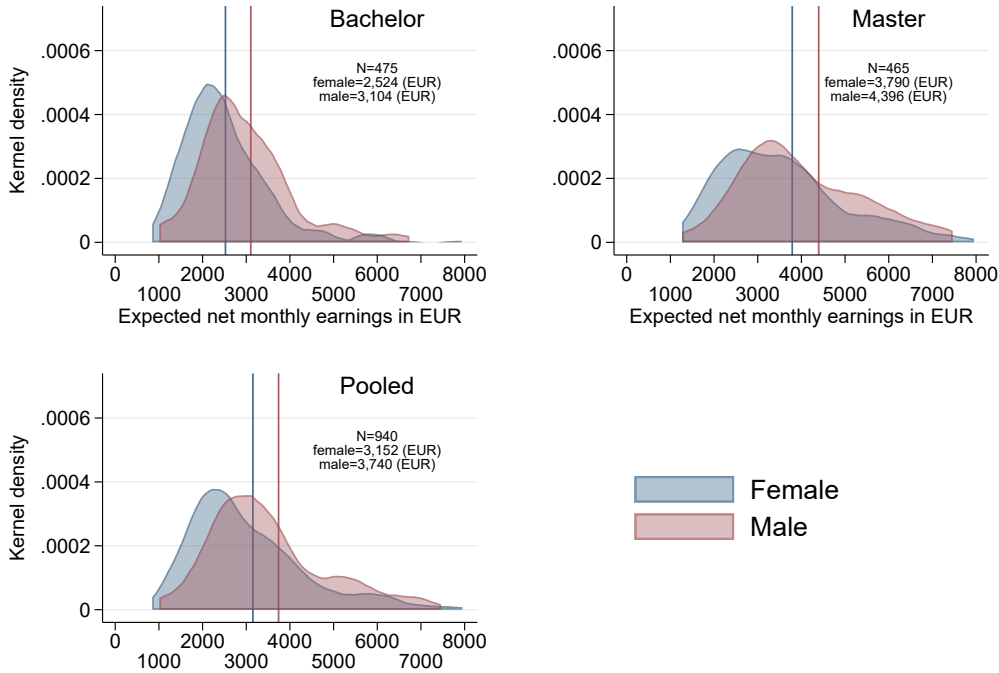 Bachelor
N=475
female=2,524 (EUR)
male=3,104 (EUR)
Kernel density
.0006
.0004
.0002
0
0 2000 4000 6000 8000
1000 3000 5000 7000
Expected net monthly earnings in EUR
Master
N=465
female=3,790 (EUR)
male=4,396 (EUR)
.0006
.0004
.0002
0
0 2000 4000 6000 8000
1000 3000 5000 7000
Expected net monthly earnings in EUR
Pooled
N=940
female=3,152 (EUR)
male=3,740 (EUR)
Kernel density
.0006
.0004
.0002
0
0 2000 4000 6000 8000
1000 3000 5000 7000
Female
Male